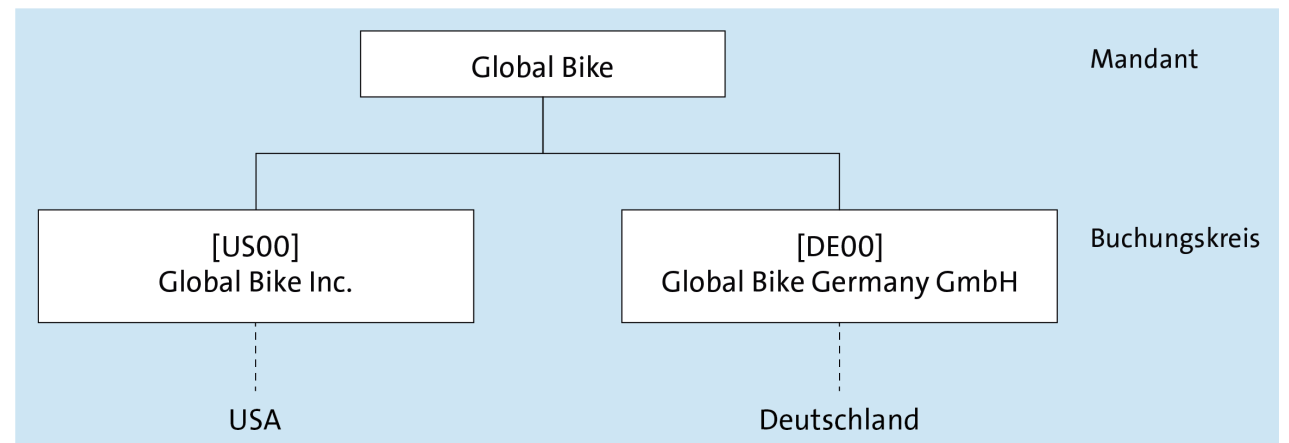 Global Bike
Mandant
[US00]
Global Bike Inc.
[DE00]
Global Bike Germany GmbH
Buchungskreis
USA
Deutschland